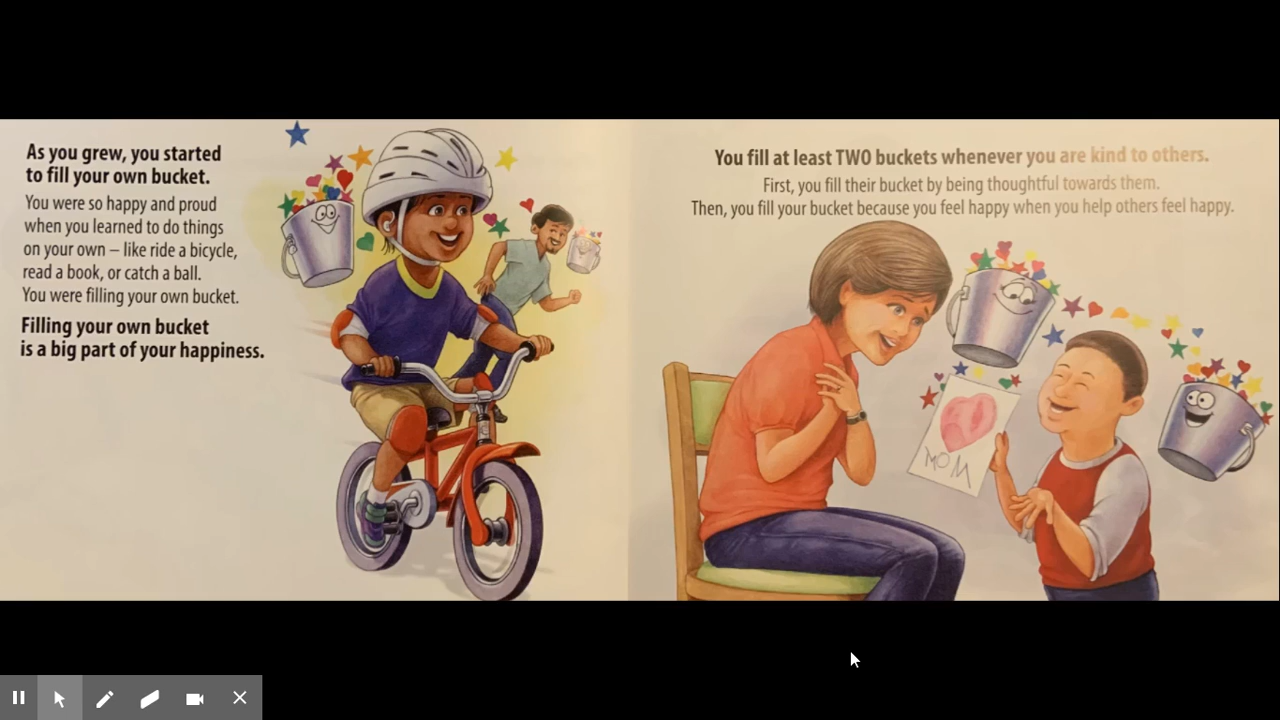 As you grew, you started
to fill your own bucket.
You were so happy and proud
when you learned to do things
on your own – like ride a bicycle,
read a book, or catch a ball.
You were filling your own bucket.
Filling your own bucket
is a big part of your happiness.
You fill at least TWO buckets whenever you are kind to others.
First, you fill their bucket by being thoughtful towards them.
Then, you fill your bucket because you feel happy when you help others feel happy.
MOM